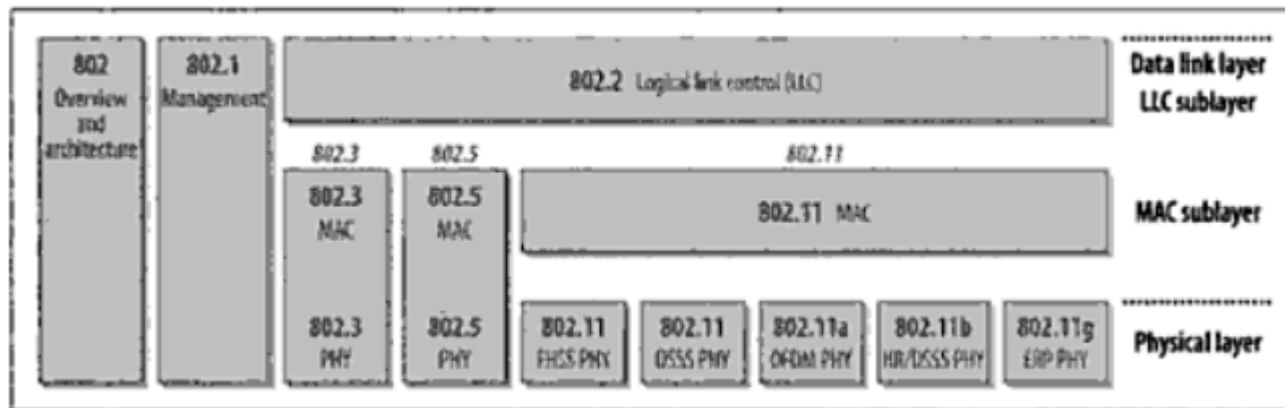 802
Overview
and
architecture
802.1
Management
802.2 Logical link control (LLC)
Data link layer
LLC sublayer
802.3
802.5
802.11
802.3
MAC
802.5
MAC
802.11 MAC
MAC sublayer
802.3
PHY
802.5
PHY
802.11
FHSS PHY
802.11
DSSS PHY
802.11a
OFDM PHY
802.11b
HR/DSSS PHY
802.11g
ERP PHY
Physical layer